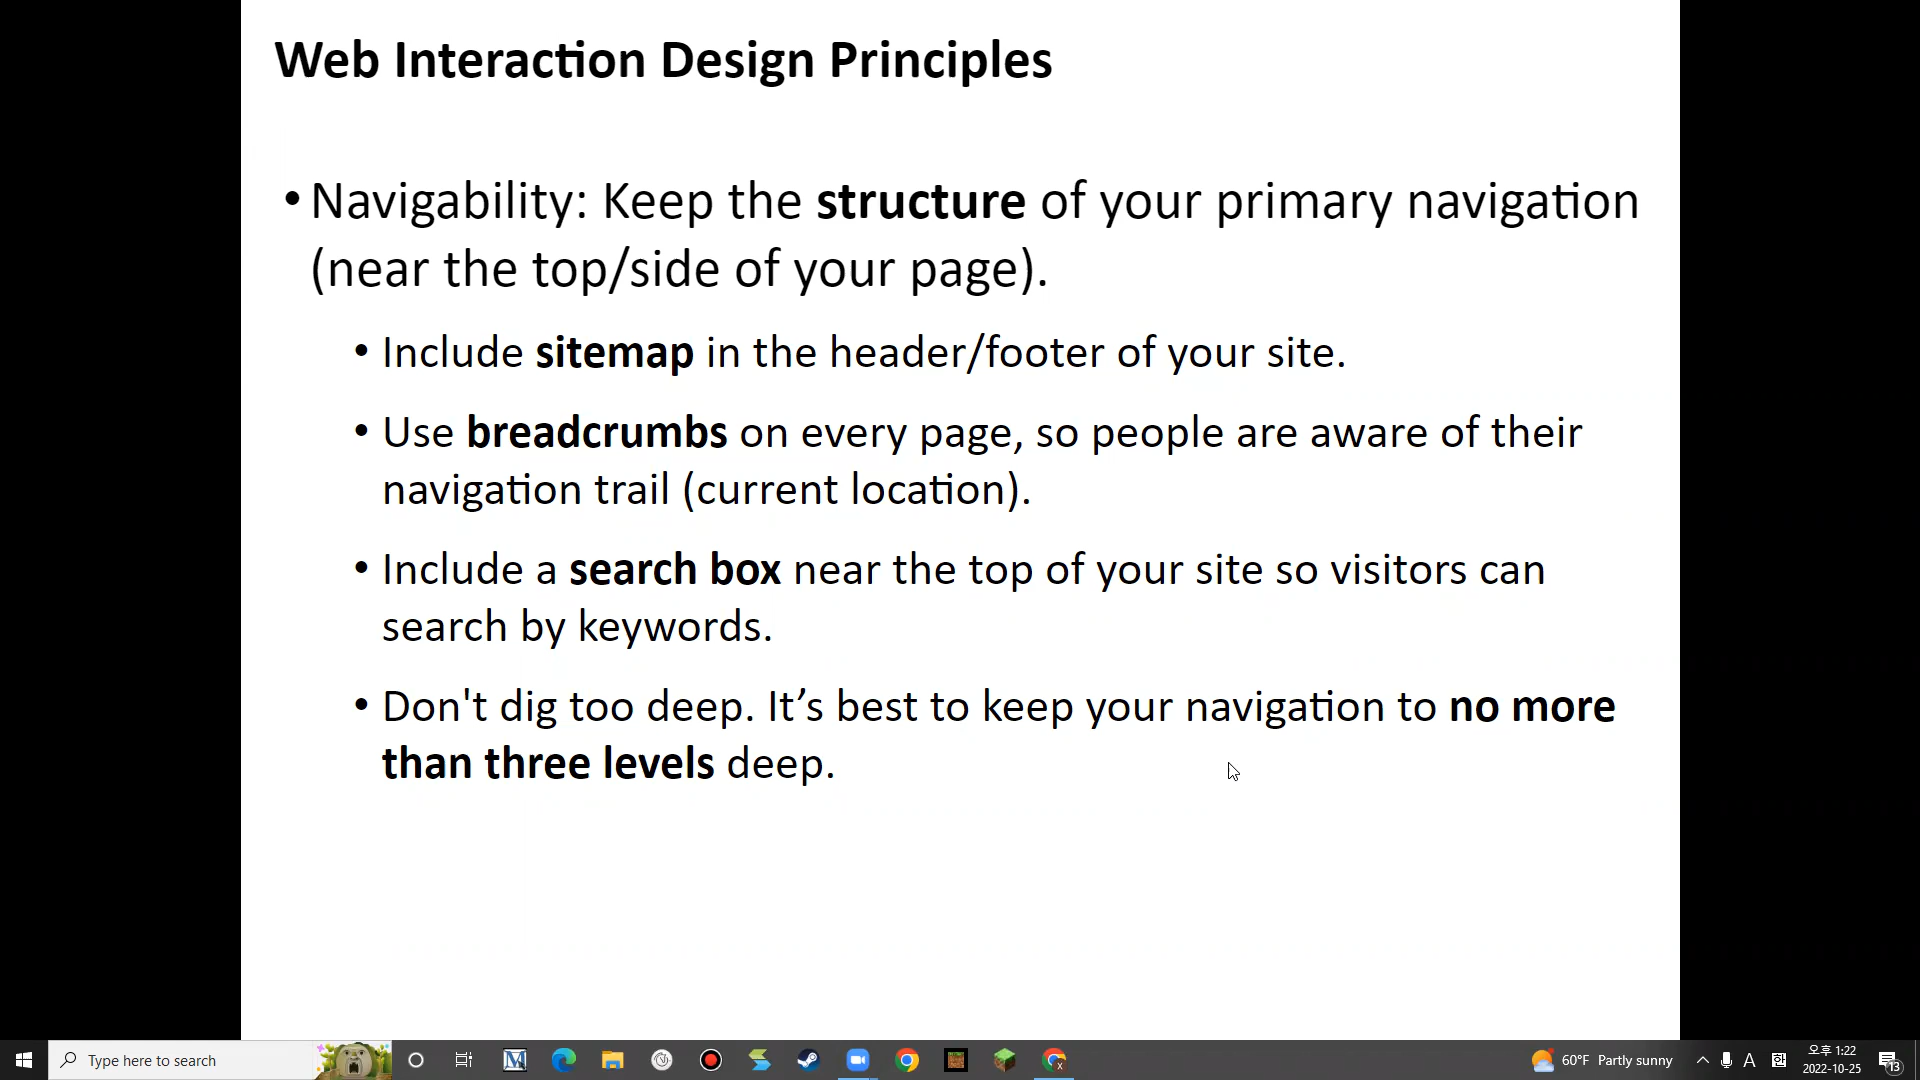 Web Interaction Design Principles
• Navigability: Keep the structure of your primary navigation
(near the top/side of your page).
• Include sitemap in the header/footer of your site.
• Use breadcrumbs on every page, so people are aware of their
navigation trail (current location).
• Include a search box near the top of your site so visitors can
search by keywords.
• Don't dig too deep. It’s best to keep your navigation to no more
than three levels deep.
Type here to search
60°F Partly sunny
A
오후 1:22
2022-10-25
13